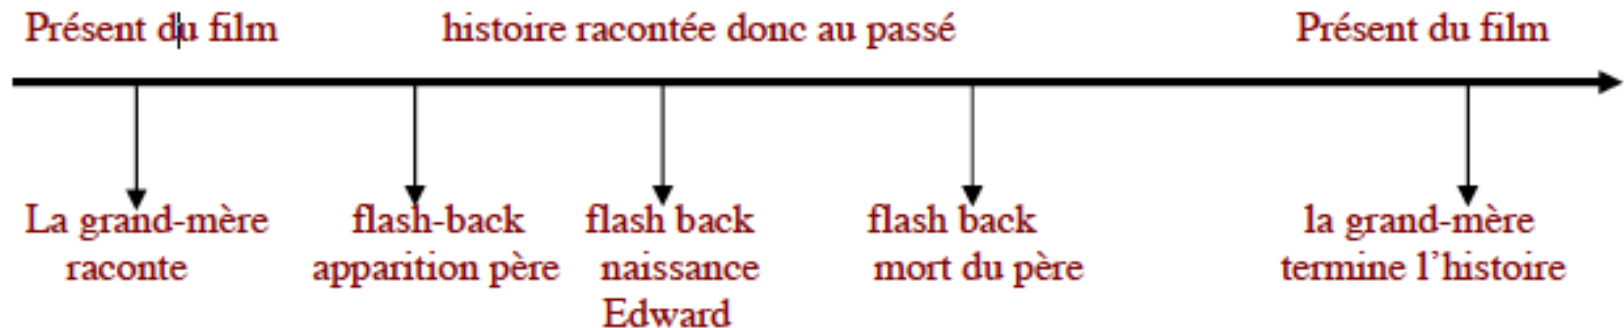 Présent du film histoire racontée donc au passé Présent du film
La grand-mère flash-back flash back flash back la grand-mère
raconte apparition père naissance mort du père termine l’histoire
Edward